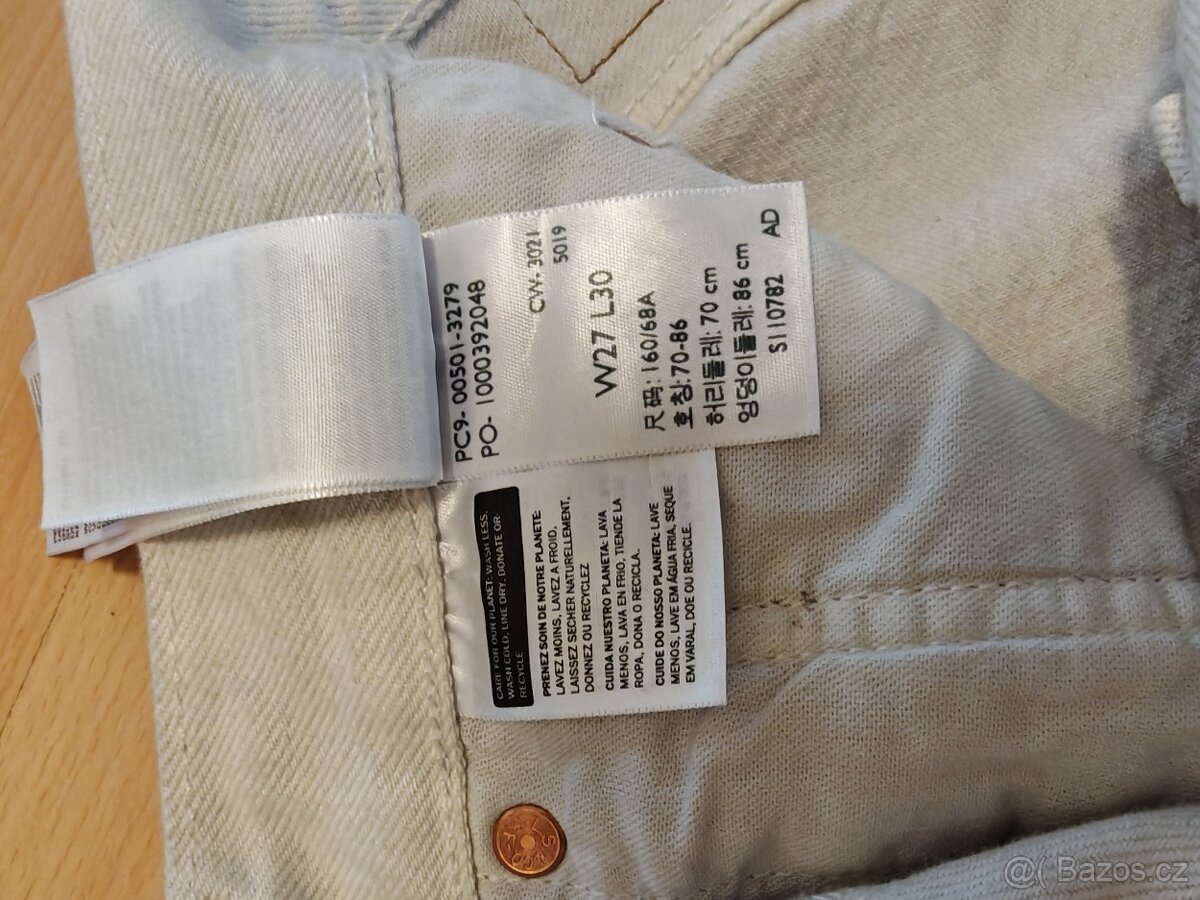 PC9- 00501-3279
PO- 1000392048
CW- 3021
5019
W27 L30
尺码: 160/68A
호칭: 70-86
허리둘레: 70 cm
엉덩이둘레: 86 cm
S110782 AD
CARE FOR OUR PLANET: WASH LESS,
WASH COLD, LINE DRY, DONATE OR
RECYCLE
PRENEZ SOIN DE NOTRE PLANETE:
LAVEZ MOINS, LAVEZ A FROID,
LAISSEZ SECHER NATURELLEMENT,
DONNEZ OU RECYCLEZ
CUIDA NUESTRO PLANETA: LAVA
MENOS, LAVA EN FRIO, TIENDE LA
ROPA, DONA O RECICLA.
CUIDE DO NOSSO PLANETA: LAVE
MENOS, LAVE EM ÁGUA FRIA, SEQUE
EM VARAL, DOE OU RECICLE.
@( Bazos.cz